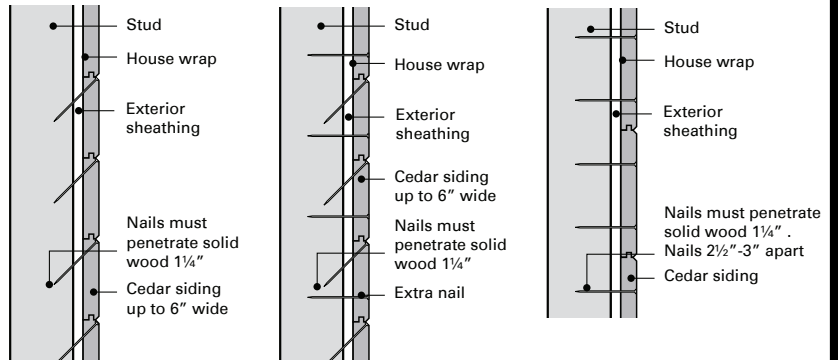 Stud
House wrap
Exterior
sheathing
Nails must
penetrate solid
wood 1¼”
Cedar siding
up to 6” wide
Stud
House wrap
Exterior
sheathing
Cedar siding
up to 6” wide
Nails must
penetrate solid
wood 1¼”
Extra nail
Stud
House wrap
Exterior
sheathing
Nails must penetrate
solid wood 1¼” .
Nails 2½”-3” apart
Cedar siding